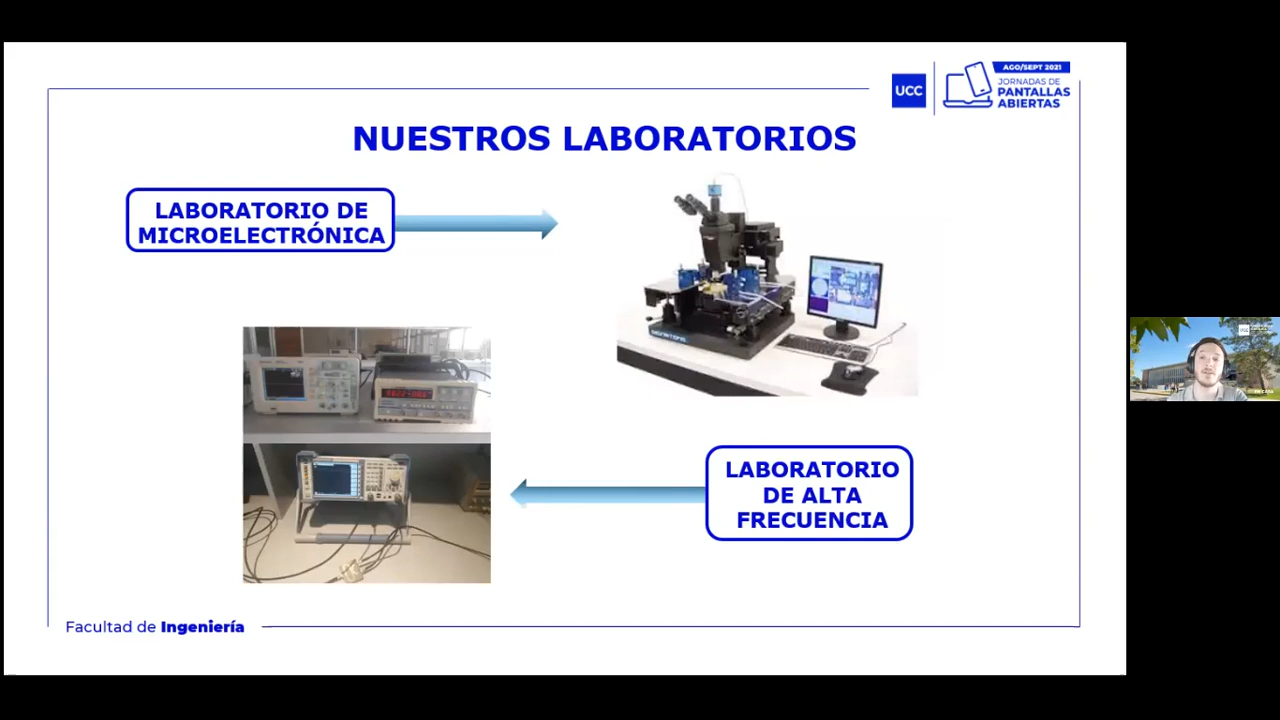 AGO/SEPT 2021
UCC
JORNADAS DE
PANTALLAS
ABIERTAS
NUESTROS LABORATORIOS
LABORATORIO DE
MICROELECTRÓNICA
LABORATORIO
DE ALTA
FRECUENCIA
Facultad de Ingeniería
UCC